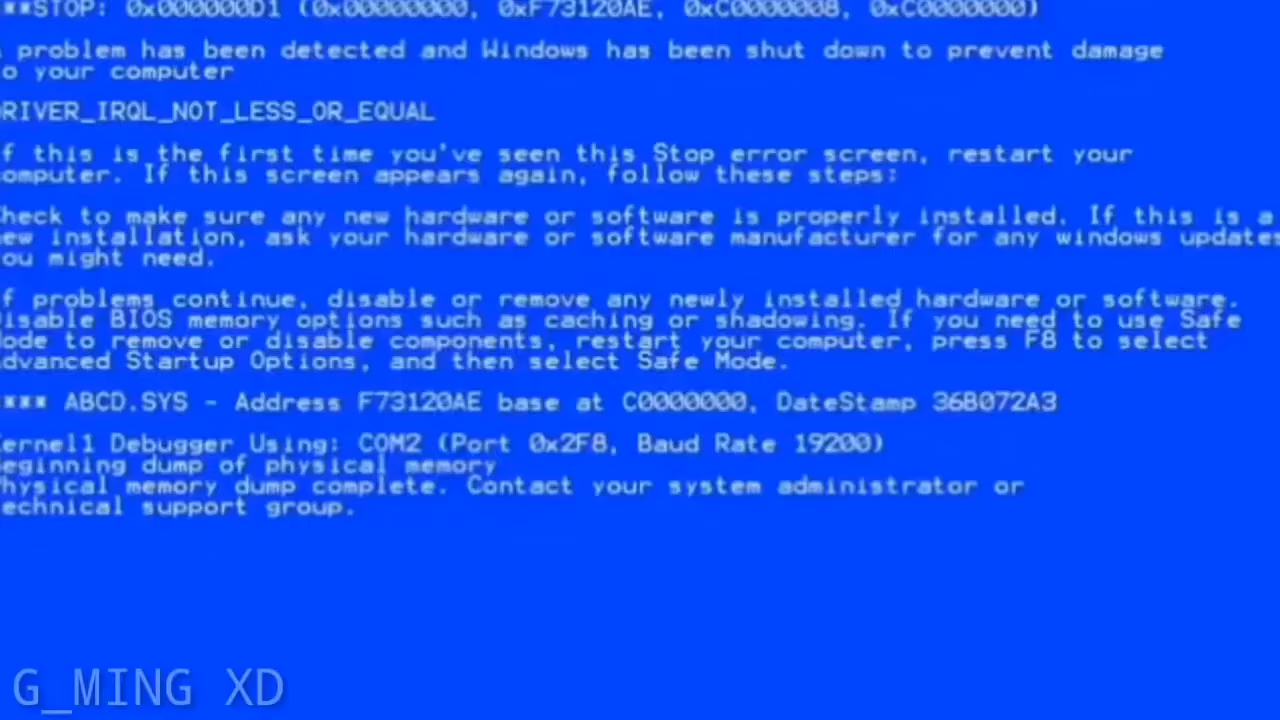 **STOP: 0x000000D1 (0x00000000, 0xF73120AE, 0xC0000008, 0xC0000000)
problem has been detected and Windows has been shut down to prevent damage
o your computer
RIVER_IRQL_NOT_LESS_OR_EQUAL
f this is the first time you've seen this Stop error screen, restart your
omputer. If this screen appears again, follow these steps:
heck to make sure any new hardware or software is properly installed. If this is a
ew installation, ask your hardware or software manufacturer for any windows updates
ou might need.
f problems continue, disable or remove any newly installed hardware or software.
isable BIOS memory options such as caching or shadowing. If you need to use Safe
ode to remove or disable components, restart your computer, press F8 to select
dvanced Startup Options, and then select Safe Mode.
*** ABCD.SYS - Address F73120AE base at C0000000, DateStamp 36B072A3
ernel1 Debugger Using: COM2 (Port 0x2F8, Baud Rate 19200)
eginning dump of physical memory
hysical memory dump complete. Contact your system administrator or
echnical support group.
G_MING XD